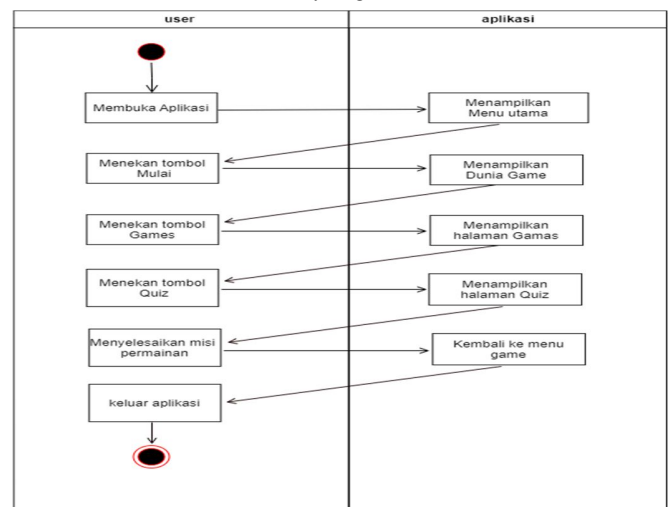 user
aplikasi
Membuka Aplikasi
Menampilkan
Menu utama
Menekan tombol
Mulai
Menampilkan
Dunia Game
Menekan tombol
Games
Menampilkan
halaman Gamas
Menekan tombol
Quiz
Menampilkan
halaman Quiz
Menyelesaikan misi
permainan
Kembali ke menu
game
keluar aplikasi